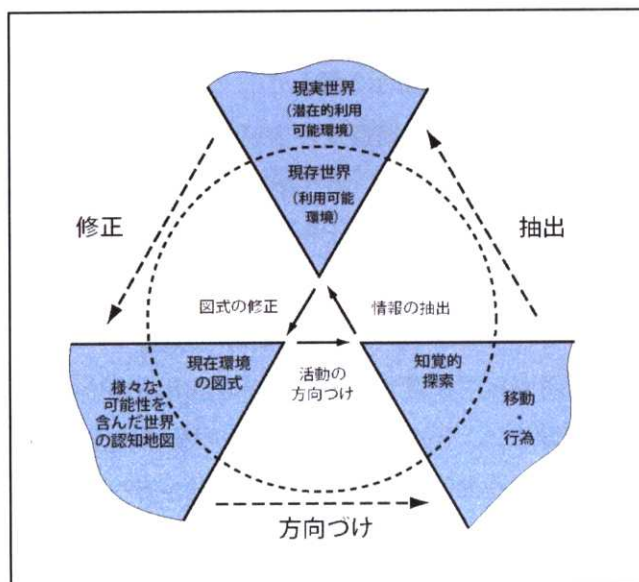 現実世界
(潜在的利用
可能環境)
現存世界
(利用可能
環境)
修正
抽出
図式の修正
情報の抽出
現在環境
の図式
活動の
方向づけ
知覚的
探索
様々な
可能性を
含んだ世界
の認知地図
移動
・
行為
方向づけ